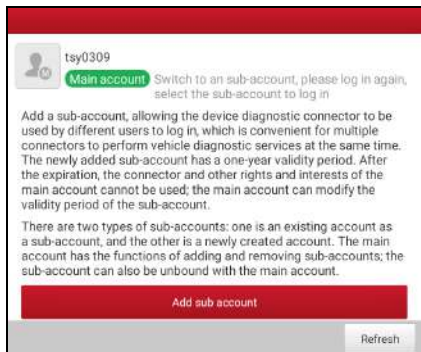 tsy0309
Main account Switch to an sub-account, please log in again,
select the sub-account to log in
Add a sub-account, allowing the device diagnostic connector to be
used by different users to log in, which is convenient for multiple
connectors to perform vehicle diagnostic services at the same time.
The newly added sub-account has a one-year validity period. After
the expiration, the connector and other rights and interests of the
main account cannot be used; the main account can modify the
validity period of the sub-account.
There are two types of sub-accounts: one is an existing account as
a sub-account, and the other is a newly created account. The main
account has the functions of adding and removing sub-accounts; the
sub-account can also be unbound with the main account.
Add sub account
Refresh